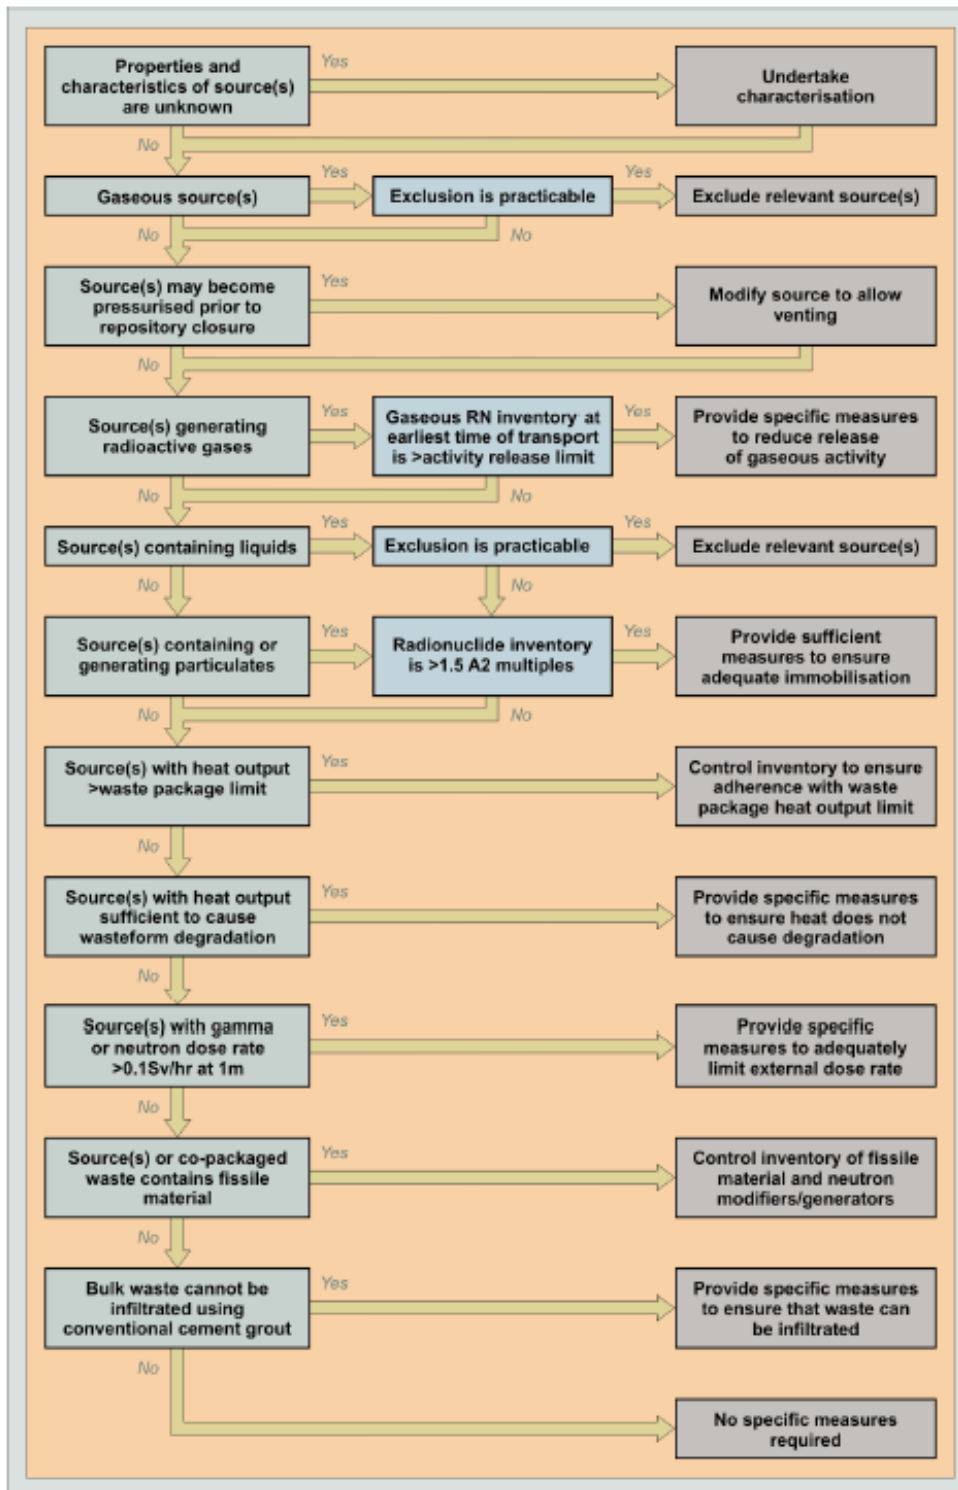 Properties and
characteristics of source(s)
are unknown
Yes
Undertake
characterisation
No
Gaseous source(s)
Yes
Exclusion is practicable
Yes
Exclude relevant source(s)
No
No
Source(s) may become
pressurised prior to
repository closure
Yes
Modify source to allow
venting
No
Source(s) generating
radioactive gases
Yes
Gaseous RN inventory at
earliest time of transport
is >activity release limit
Yes
Provide specific measures
to reduce release
of gaseous activity
No
No
Source(s) containing liquids
Yes
Exclusion is practicable
Yes
Exclude relevant source(s)
No
No
Source(s) containing or
generating particulates
Yes
Radionuclide inventory
is >1.5 A2 multiples
Yes
Provide sufficient
measures to ensure
adequate immobilisation
No
No
Source(s) with heat output
>waste package limit
Yes
Control inventory to ensure
adherence with waste
package heat output limit
No
Source(s) with heat output
sufficient to cause
wasteform degradation
Yes
Provide specific measures
to ensure heat does not
cause degradation
No
Source(s) with gamma
or neutron dose rate
>0.1Sv/hr at 1m
Yes
Provide specific
measures to adequately
limit external dose rate
No
Source(s) or co-packaged
waste contains fissile
material
Yes
Control inventory of fissile
material and neutron
modifiers/generators
No
Bulk waste cannot be
infiltrated using
conventional cement grout
Yes
Provide specific measures
to ensure that waste can
be infiltrated
No
No specific measures
required